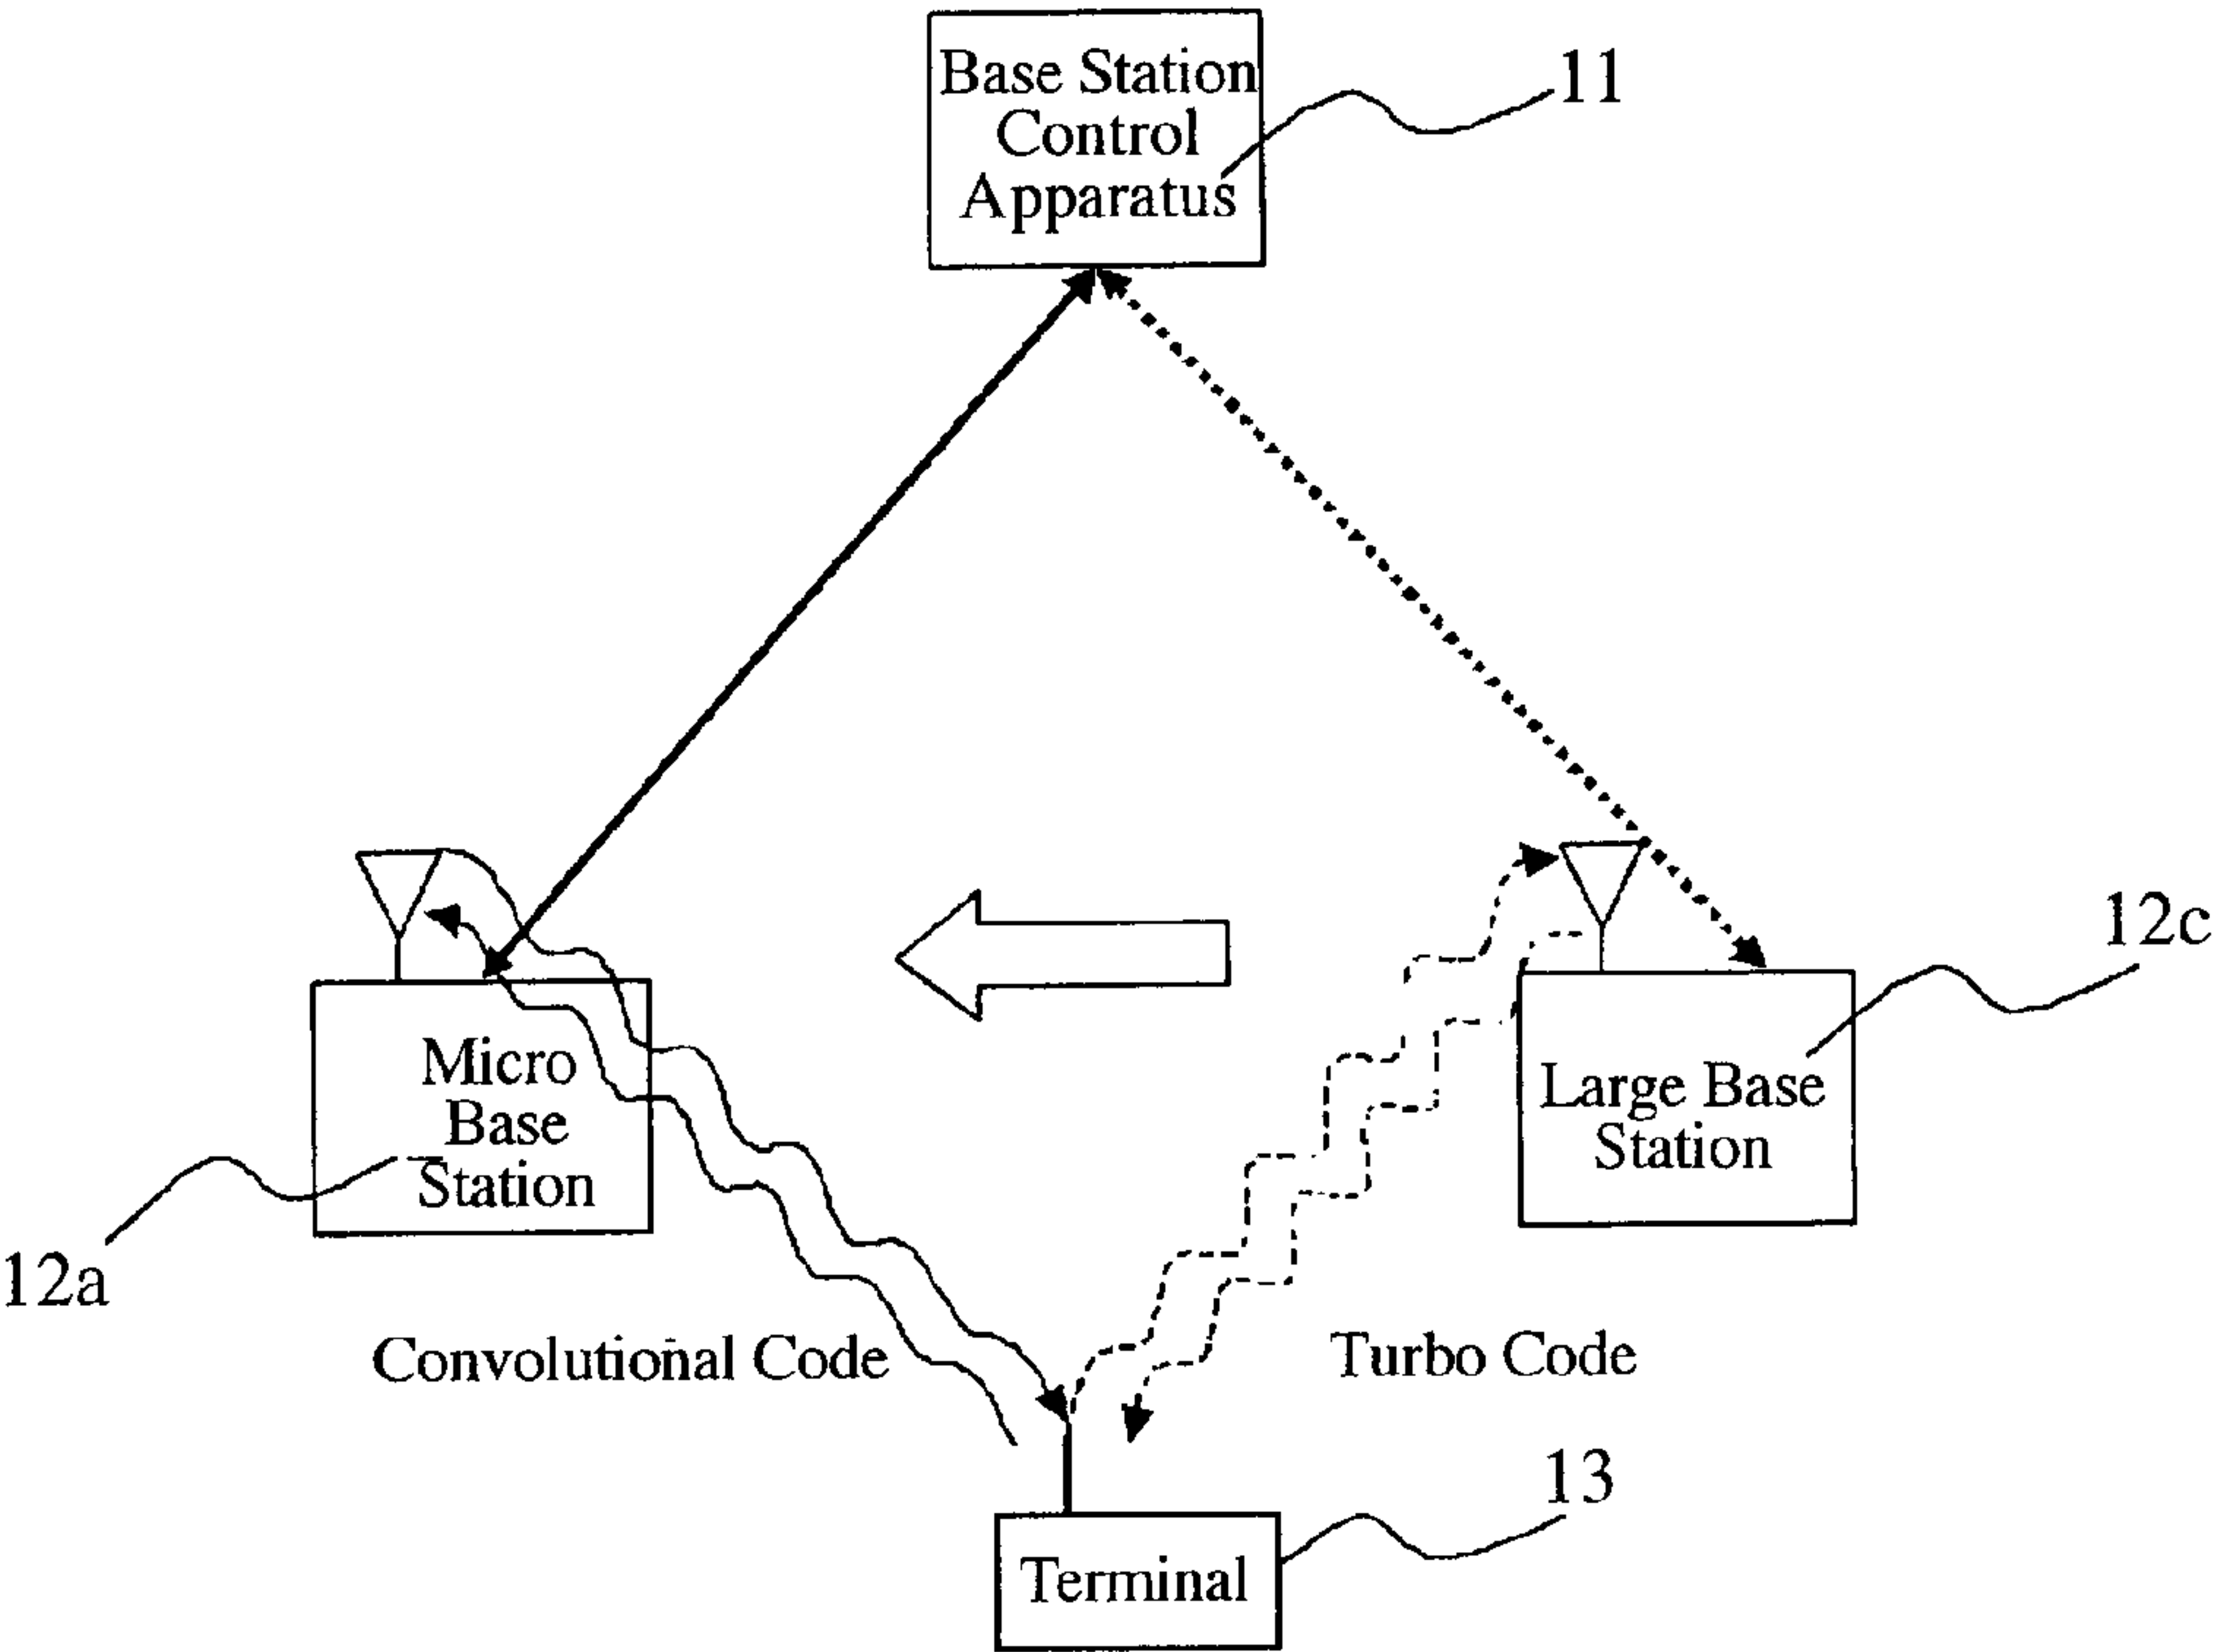 Base Station
Control
Apparatus
11
12c
Micro
Base
Station
Large Base
Station
12a
Convolutional Code
Turbo Code
13
Terminal